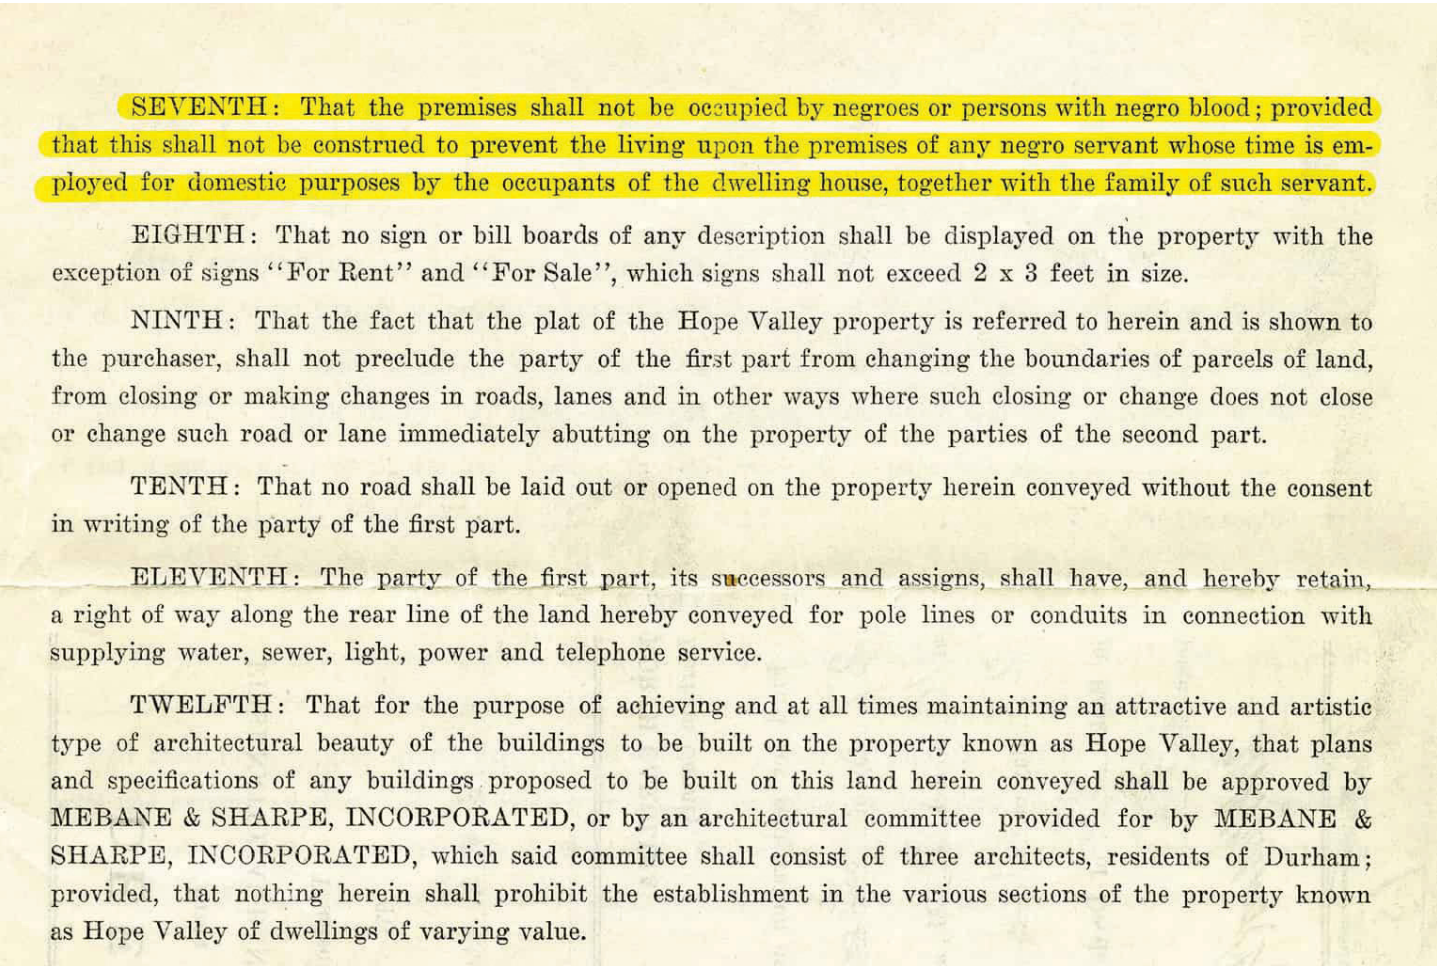 SEVENTH: That the premises shall not be occupied by negroes or persons with negro blood; provided
that this shall not be construed to prevent the living upon the premises of any negro servant whose time is em-
ployed for domestic purposes by the occupants of the dwelling house, together with the family of such servant.
EIGHTH: That no sign or bill boards of any description shall be displayed on the property with the
exception of signs ‘‘For Rent’’ and ‘‘For Sale’’, which signs shall not exceed 2 x 3 feet in size.
NINTH: That the fact that the plat of the Hope Valley property is referred to herein and is shown to
the purchaser, shall not preclude the party of the first part from changing the boundaries of parcels of land,
from closing or making changes in roads, lanes and in other ways where such closing or change does not close
or change such road or lane immediately abutting on the property of the parties of the second part.
TENTH: That no road shall be laid out or opened on the property herein conveyed without the consent
in writing of the party of the first part.
ELEVENTH: The party of the first part, its successors and assigns, shall have, and hereby retain,
a right of way along the rear line of the land hereby conveyed for pole lines or conduits in connection with
supplying water, sewer, light, power and telephone service.
TWELFTH: That for the purpose of achieving and at all times maintaining an attractive and artistic
type of architectural beauty of the buildings to be built on the property known as Hope Valley, that plans
and specifications of any buildings proposed to be built on this land herein conveyed shall be approved by
MEBANE & SHARPE, INCORPORATED, or by an architectural committee provided for by MEBANE &
SHARPE, INCORPORATED, which said committee shall consist of three architects, residents of Durham;
provided, that nothing herein shall prohibit the establishment in the various sections of the property known
as Hope Valley of dwellings of varying value.